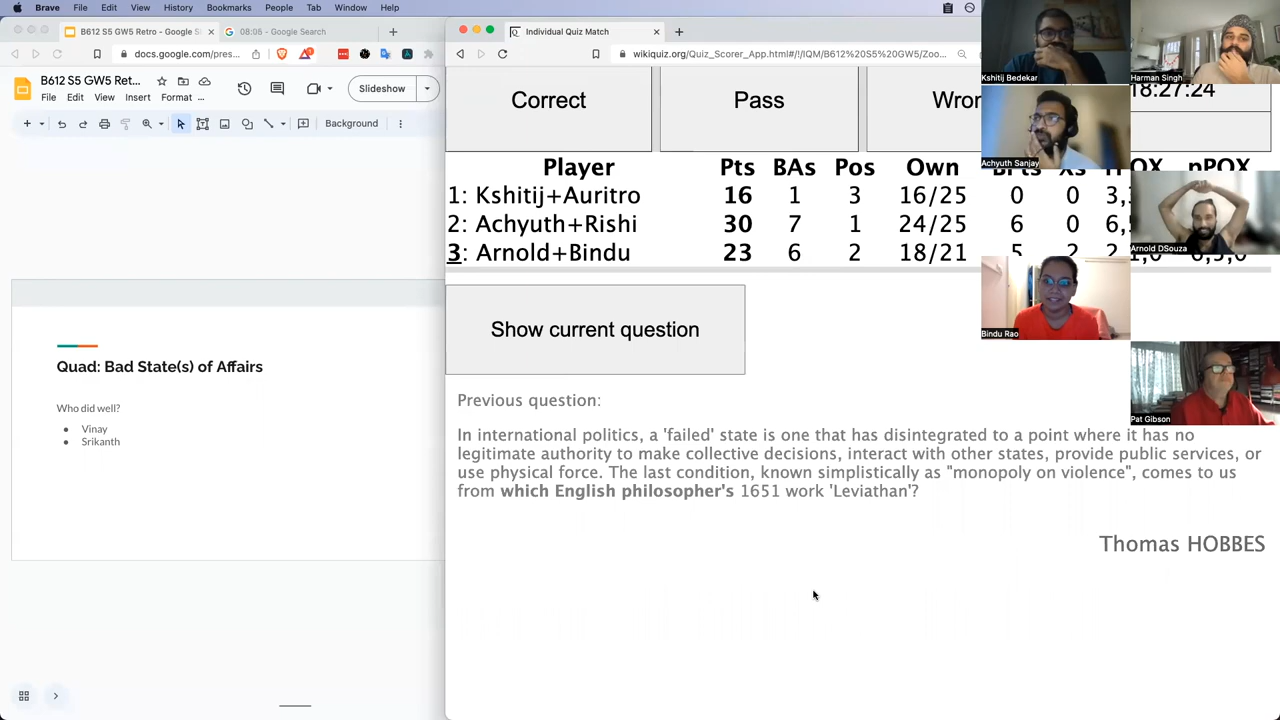 Brave File Edit View History Bookmarks People Tab Window Help
B612 S5 GW5 Retro - Google S
08:05 - Google Search
docs.google.com/pres...
B612 S5 GW5 Ret...
File Edit View Insert Format ...
Slideshow
Background
Quad: Bad State(s) of Affairs
Who did well?
● Vinay
● Srikanth
Individual Quiz Match
wikiquiz.org/Quiz_Scorer_App.html#/!/IQM/B612%20S5%20GW5/Zoo...
Correct Pass Wron 18:27:24
Player Pts BAs Pos Own BPts Xs nPOX
1: Kshitij+Auritro 16 1 3 16/25 0 0
2: Achyuth+Rishi 30 7 1 24/25 6 0
3: Arnold+Bindu 23 6 2 18/21 5 2
Show current question
Previous question:
In international politics, a 'failed' state is one that has disintegrated to a point where it has no
legitimate authority to make collective decisions, interact with other states, provide public services, or
use physical force. The last condition, known simplistically as "monopoly on violence", comes to us
from which English philosopher's 1651 work 'Leviathan'?
Thomas HOBBES
Kshitij Bedekar
Harman Singh
Achyuth Sanjay
Arnold DSouza
Bindu Rao
Pat Gibson